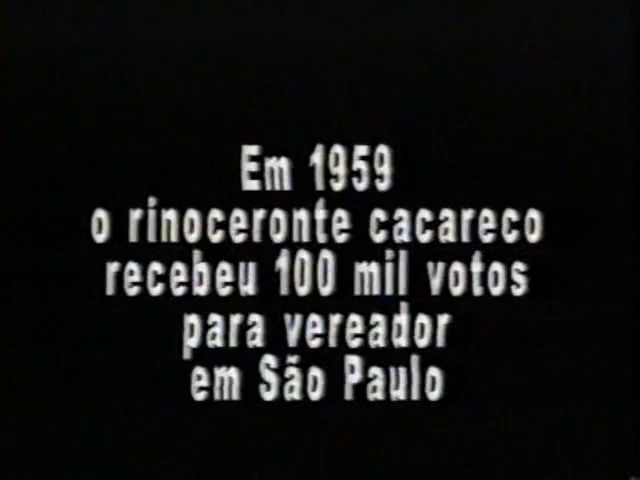 Em 1959
o rinoceronte cacareco
recebeu 100 mil votos
para vereador
em São Paulo